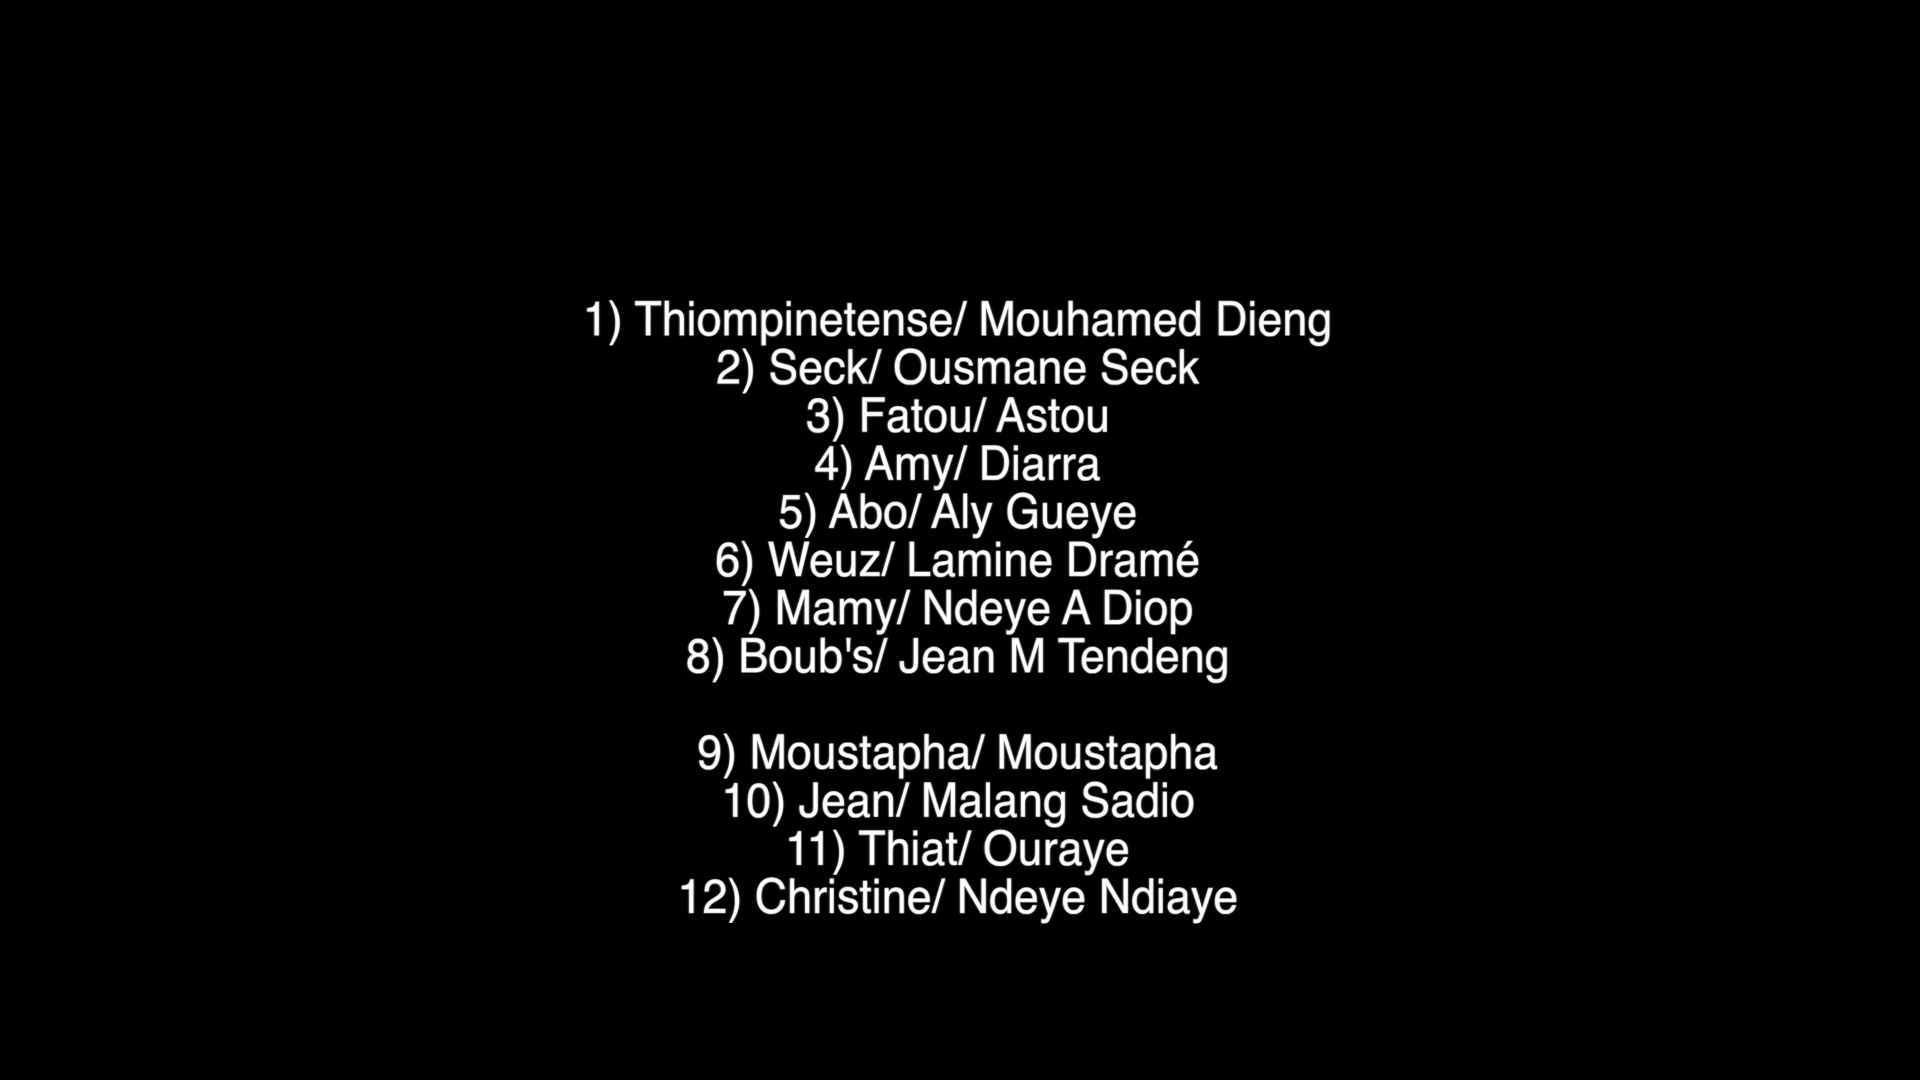 1) Thiompinetense/ Mouhamed Dieng
2) Seck/ Ousmane Seck
3) Fatou/ Astou
4) Amy/ Diarra
5) Abo/ Aly Gueye
6) Weuz/ Lamine Dramé
7) Mamy/ Ndeye A Diop
8) Boub's/ Jean M Tendeng
9) Moustapha/ Moustapha
10) Jean/ Malang Sadio
11) Thiat/ Ouraye
12) Christine/ Ndeye Ndiaye